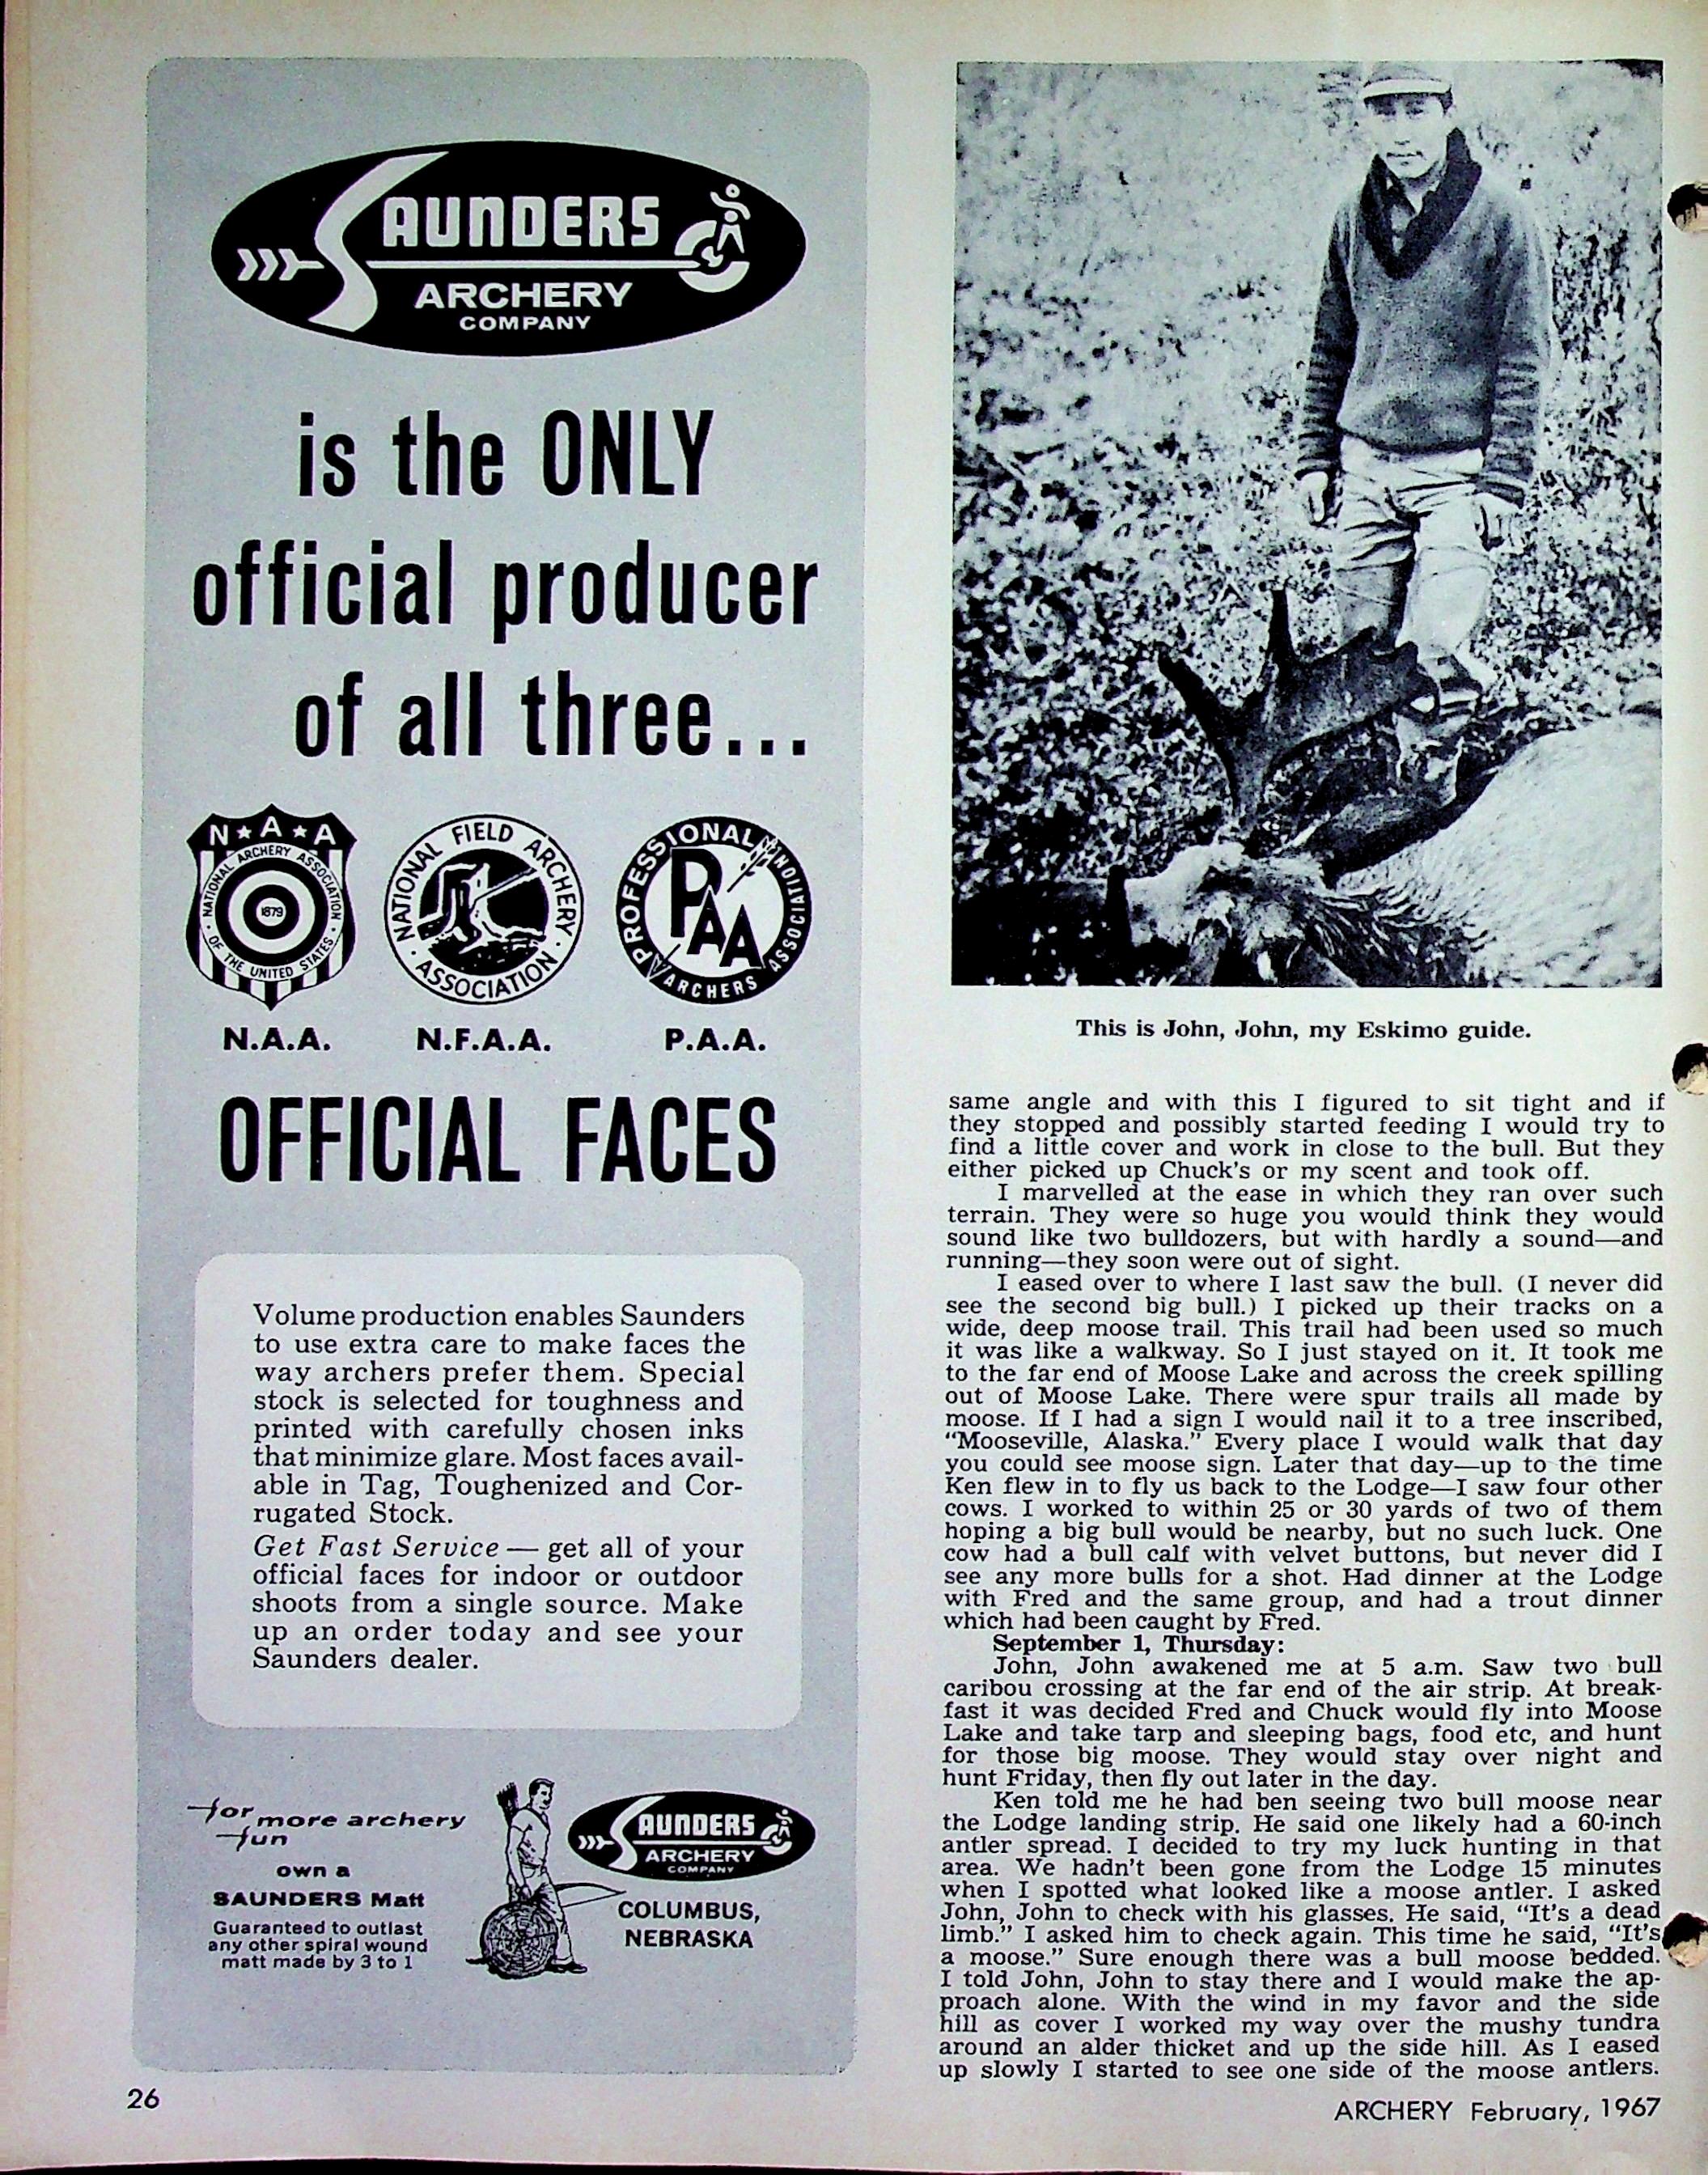 SAUNDERS
ARCHERY
COMPANY
is the ONLY
official producer
of all three...
N★A★A
NATIONAL ARCHERY ASSOCIATION
OF THE UNITED STATES
1879
NATIONAL FIELD ARCHERY
ASSOCIATION
PROFESSIONAL
ARCHERS
ASSOCIATION
PAA
N.A.A.
N.F.A.A.
P.A.A.
OFFICIAL FACES
Volume production enables Saunders
to use extra care to make faces the
way archers prefer them. Special
stock is selected for toughness and
printed with carefully chosen inks
that minimize glare. Most faces avail-
able in Tag, Toughenized and Cor-
rugated Stock.
Get Fast Service — get all of your
official faces for indoor or outdoor
shoots from a single source. Make
up an order today and see your
Saunders dealer.
for more archery
fun
own a
SAUNDERS Matt
Guaranteed to outlast
any other spiral wound
matt made by 3 to 1
SAUNDERS
ARCHERY
COMPANY
COLUMBUS,
NEBRASKA
26
This is John, John, my Eskimo guide.
same angle and with this I figured to sit tight and if
they stopped and possibly started feeding I would try to
find a little cover and work in close to the bull. But they
either picked up Chuck's or my scent and took off.
I marvelled at the ease in which they ran over such
terrain. They were so huge you would think they would
sound like two bulldozers, but with hardly a sound—and
running—they soon were out of sight.
I eased over to where I last saw the bull. (I never did
see the second big bull.) I picked up their tracks on a
wide, deep moose trail. This trail had been used so much
it was like a walkway. So I just stayed on it. It took me
to the far end of Moose Lake and across the creek spilling
out of Moose Lake. There were spur trails all made by
moose. If I had a sign I would nail it to a tree inscribed,
"Mooseville, Alaska." Every place I would walk that day
you could see moose sign. Later that day—up to the time
Ken flew in to fly us back to the Lodge—I saw four other
cows. I worked to within 25 or 30 yards of two of them
hoping a big bull would be nearby, but no such luck. One
cow had a bull calf with velvet buttons, but never did I
see any more bulls for a shot. Had dinner at the Lodge
with Fred and the same group, and had a trout dinner
which had been caught by Fred.
September 1, Thursday:
John, John awakened me at 5 a.m. Saw two bull
caribou crossing at the far end of the air strip. At break-
fast it was decided Fred and Chuck would fly into Moose
Lake and take tarp and sleeping bags, food etc, and hunt
for those big moose. They would stay over night and
hunt Friday, then fly out later in the day.
Ken told me he had ben seeing two bull moose near
the Lodge landing strip. He said one likely had a 60-inch
antler spread. I decided to try my luck hunting in that
area. We hadn't been gone from the Lodge 15 minutes
when I spotted what looked like a moose antler. I asked
John, John to check with his glasses. He said, "It's a dead
limb." I asked him to check again. This time he said, "It's
a moose." Sure enough there was a bull moose bedded.
I told John, John to stay there and I would make the ap-
proach alone. With the wind in my favor and the side
hill as cover I worked my way over the mushy tundra
around an alder thicket and up the side hill. As I eased
up slowly I started to see one side of the moose antlers.
ARCHERY February, 1967